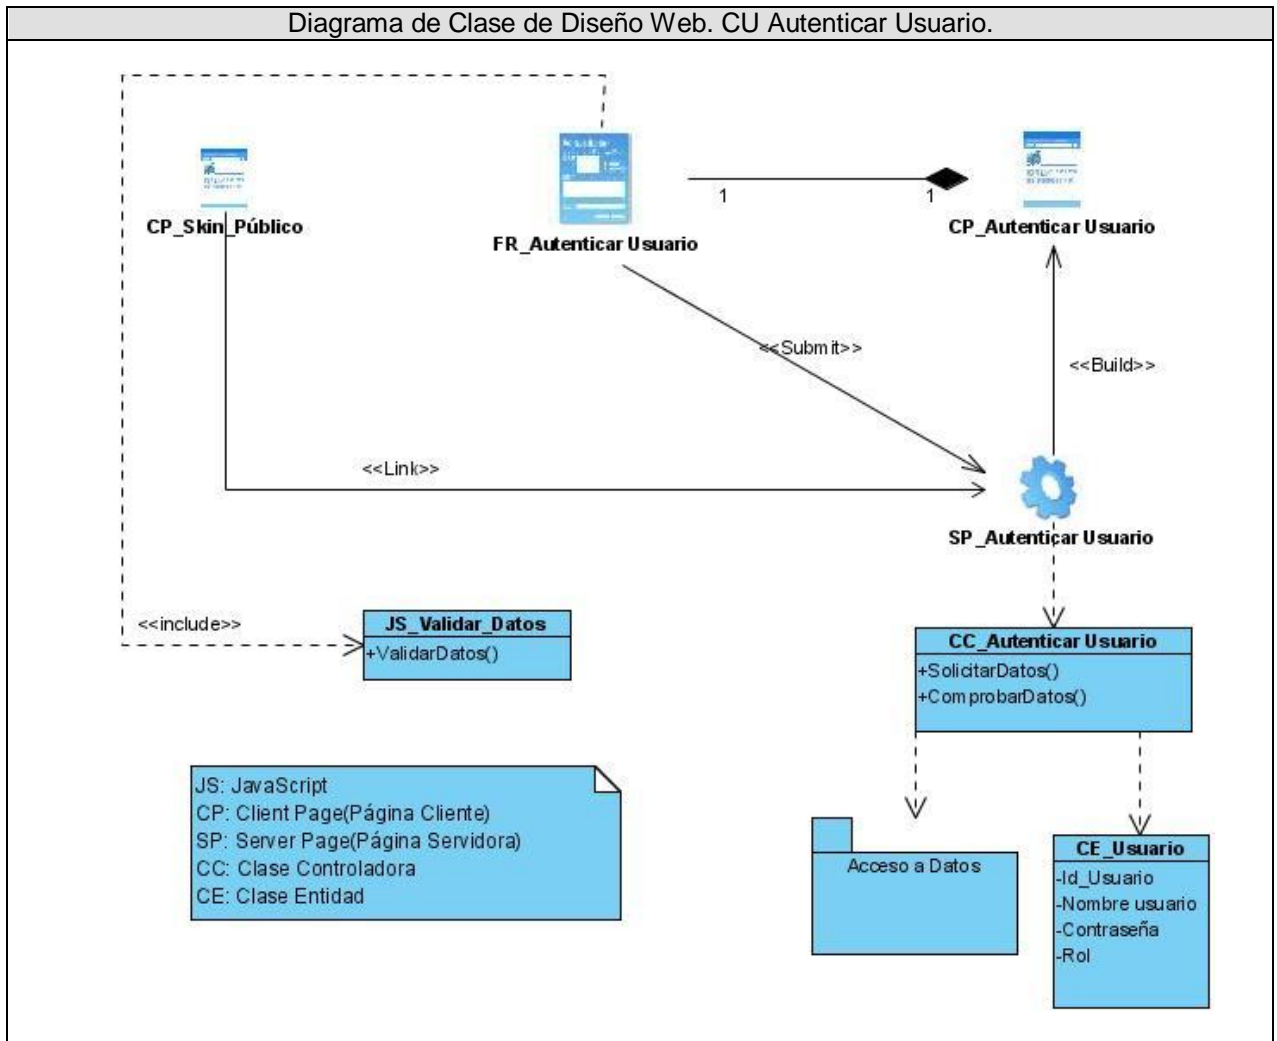 Diagrama de Clase de Diseño Web. CU Autenticar Usuario.
CP_Skin_Público
FR_Autenticar Usuario
1
1
CP_Autenticar Usuario
<<Submit>>
<<Build>>
<<Link>>
SP_Autenticar Usuario
<<include>>
JS_Validar_Datos
+ValidarDatos()
CC_Autenticar Usuario
+SolicitarDatos()
+ComprobarDatos()
JS: JavaScript
CP: Client Page(Página Cliente)
SP: Server Page(Página Servidora)
CC: Clase Controladora
CE: Clase Entidad
Acceso a Datos
CE_Usuario
-Id_Usuario
-Nombre usuario
-Contraseña
-Rol